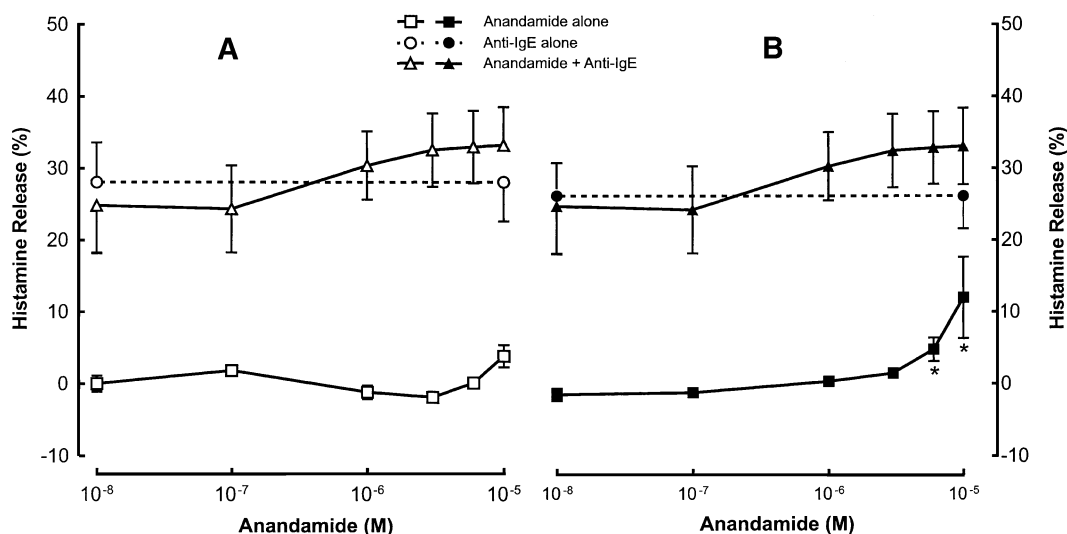 Anandamide alone
Anti-IgE alone
Anandamide + Anti-IgE
A
B
50
40
30
20
10
0
-10
Histamine Release (%)
10⁻⁸ 10⁻⁷ 10⁻⁶ 10⁻⁵
Anandamide (M)
*
*
10⁻⁸ 10⁻⁷ 10⁻⁶ 10⁻⁵
Anandamide (M)
50
40
30
20
10
0
-10
Histamine Release (%)